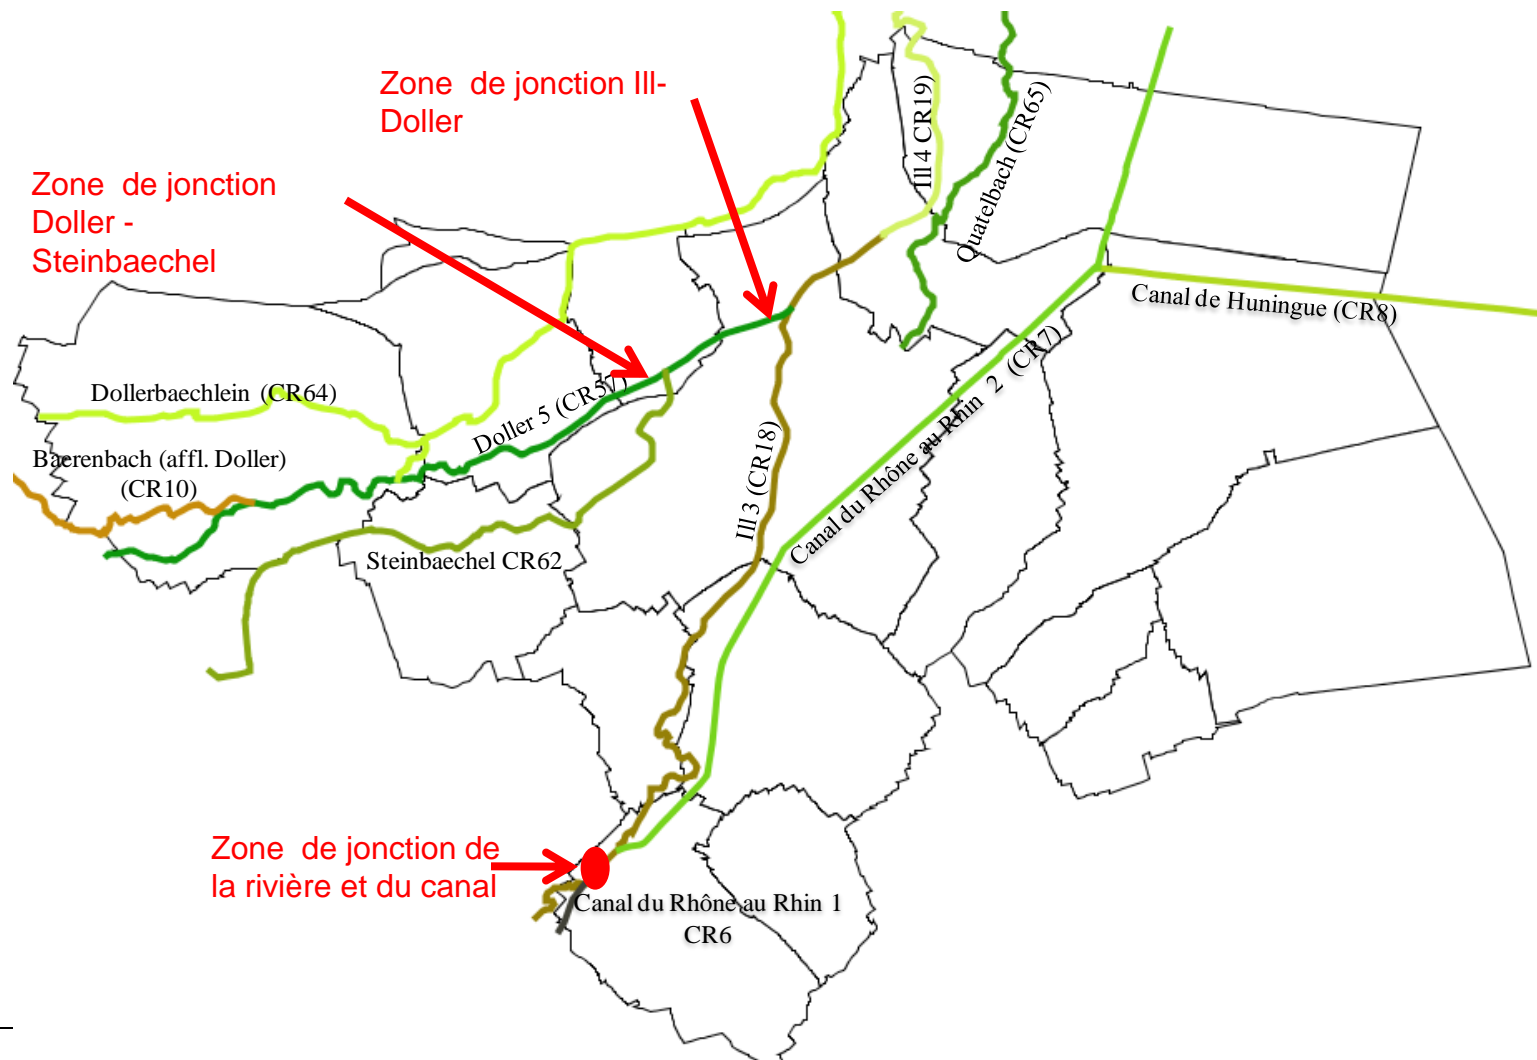 Zone de jonction Ill-
Doller
Zone de jonction
Doller -
Steinbaechel
Ill 4 CR19)
Quatelbach (CR65)
Canal de Huningue (CR8)
Dollerbaechlein (CR64)
Doller 5 (CR57)
Baerenbach (affl. Doller)
(CR10)
Ill 3 (CR18)
Canal du Rhône au Rhin 2 (CR7)
Steinbaechel CR62
Zone de jonction de
la rivière et du canal
Canal du Rhône au Rhin 1
CR6